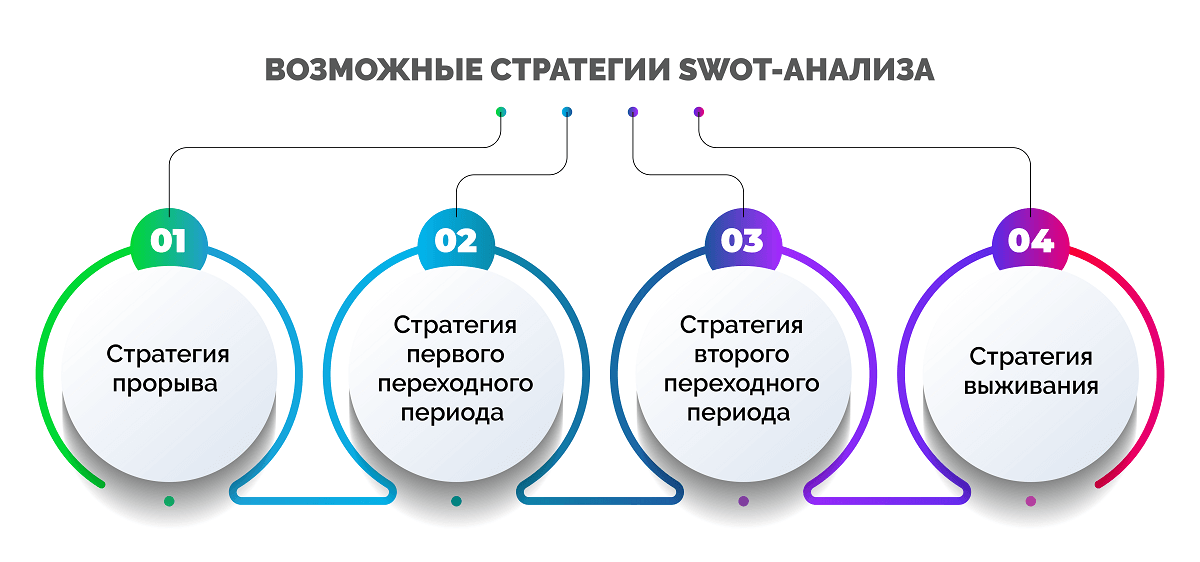 ВОЗМОЖНЫЕ СТРАТЕГИИ SWOT-АНАЛИЗА
01
Стратегия
прорыва
02
Стратегия
первого
переходного
периода
03
Стратегия
второго
переходного
периода
04
Стратегия
выживания